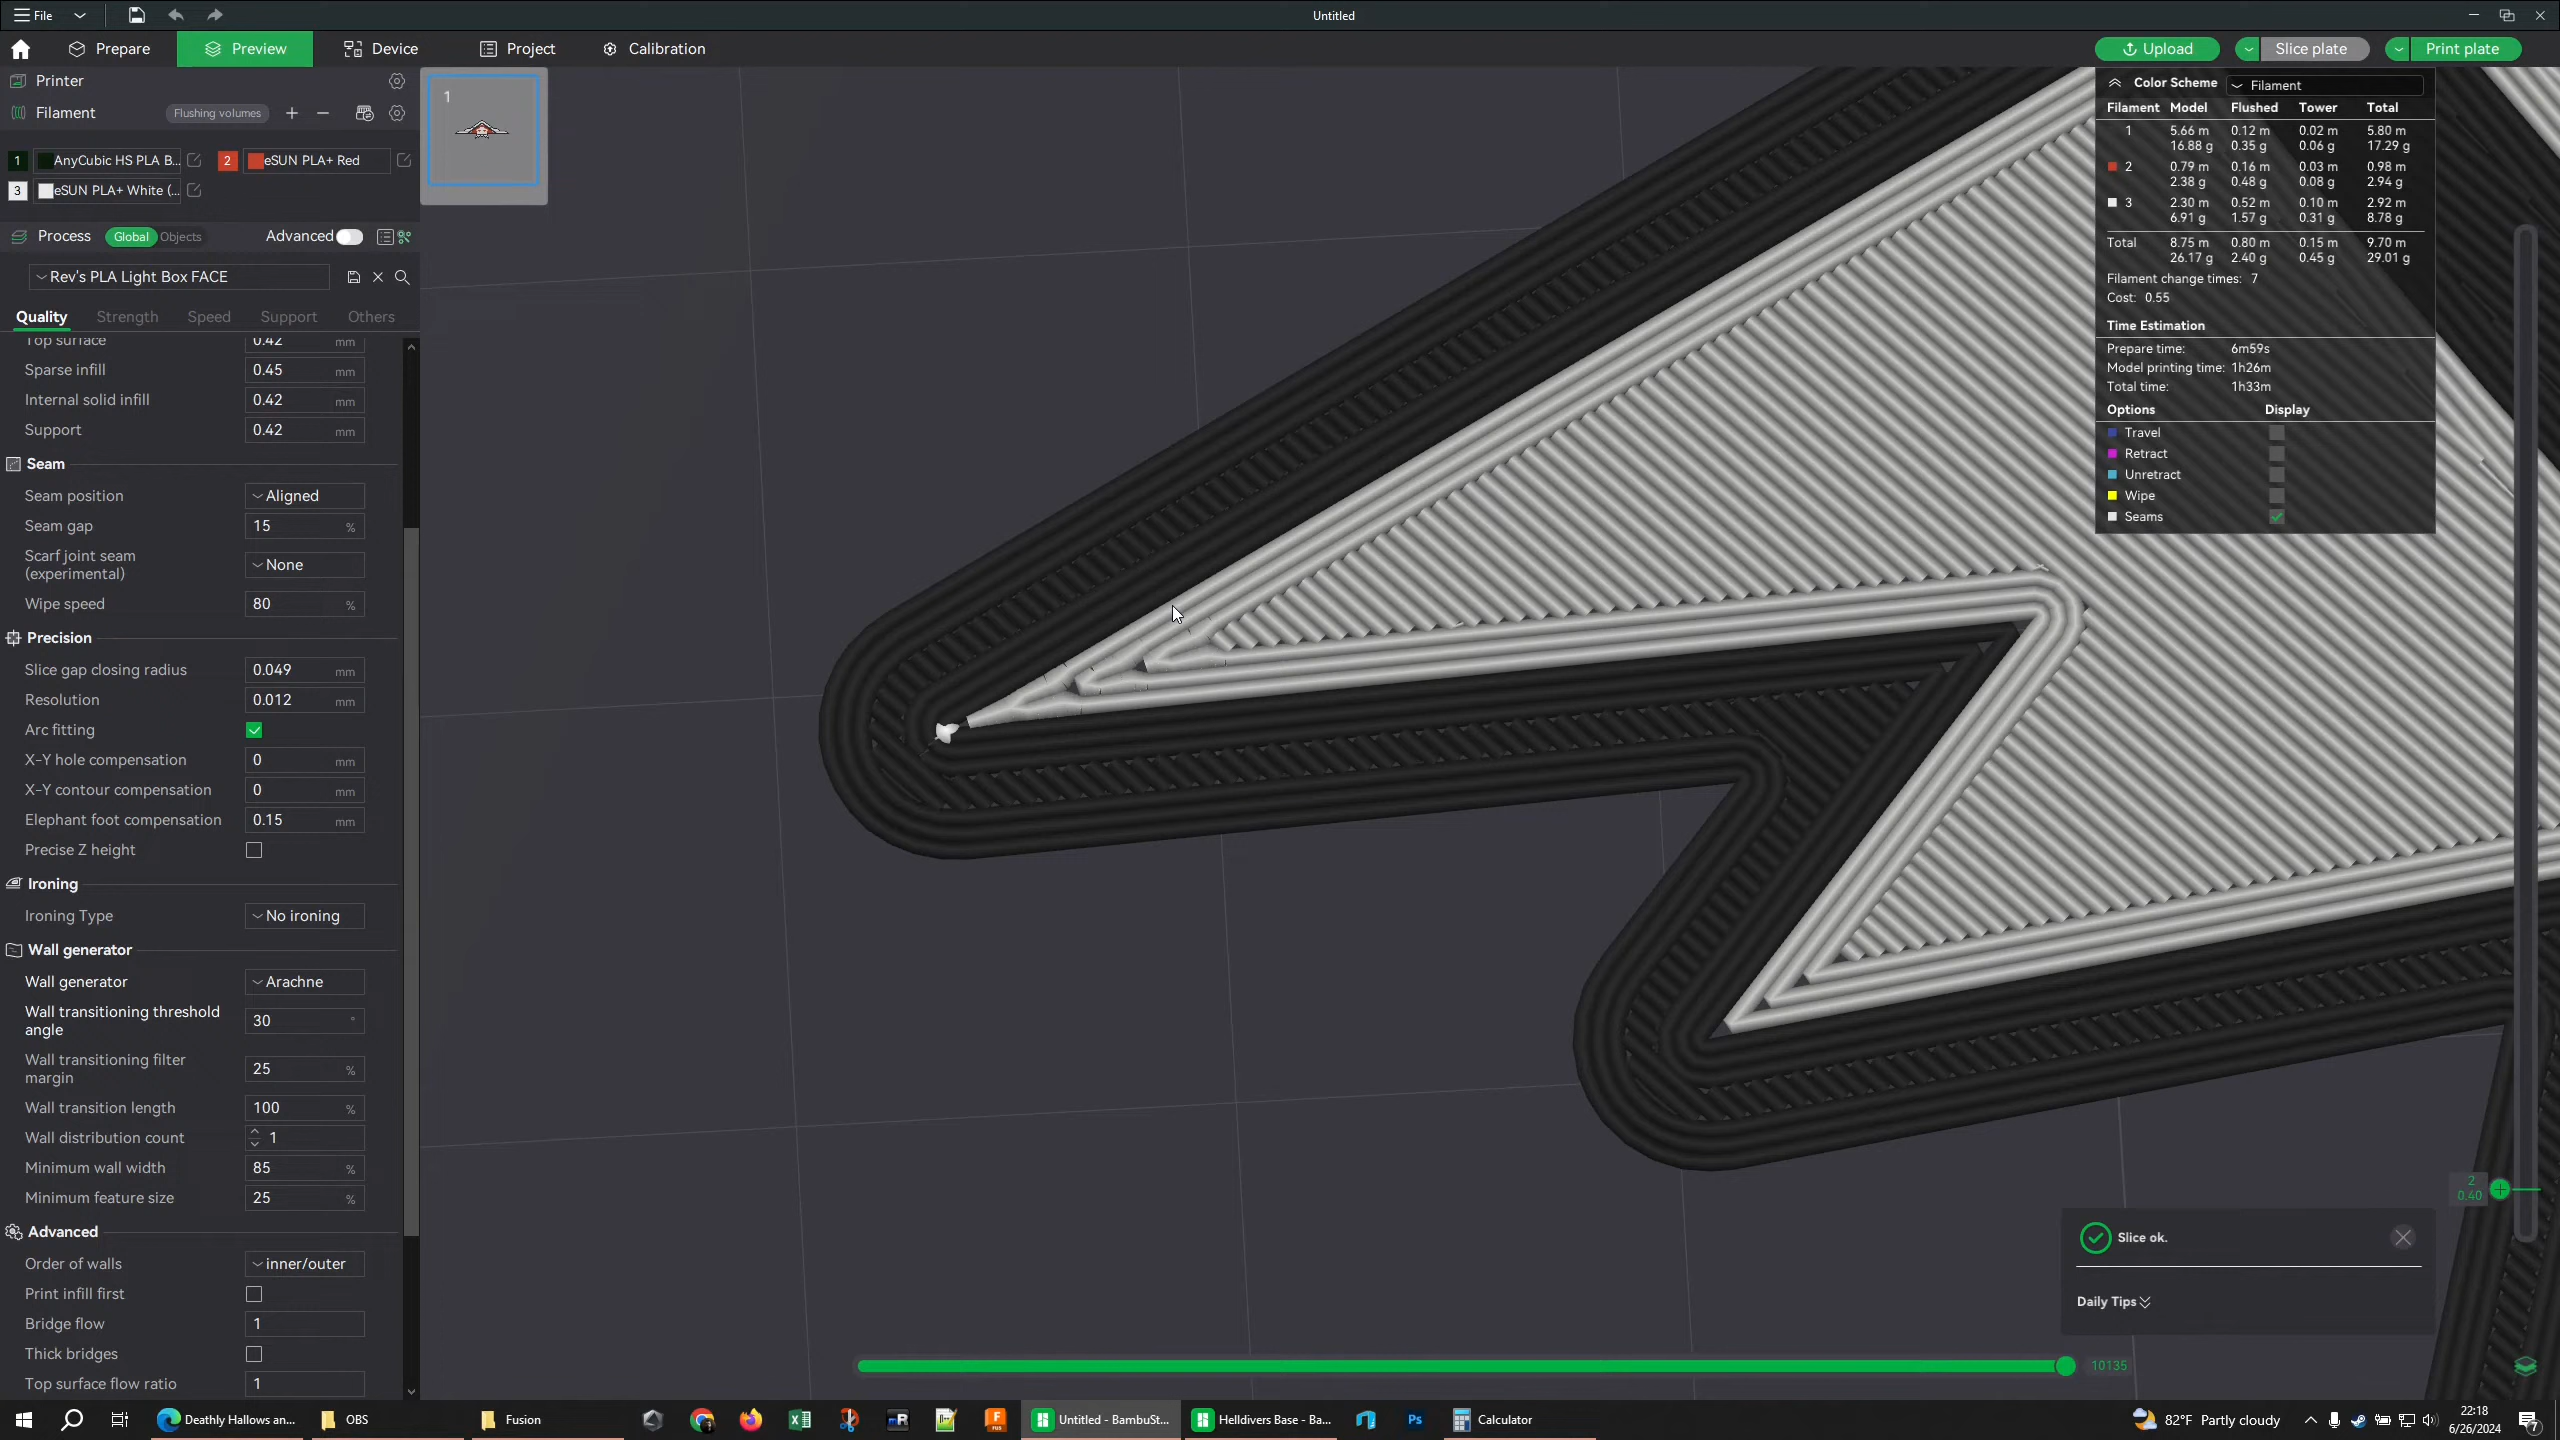 File
Untitled
Prepare
Preview
Device
Project
Calibration
Upload
Slice plate
Print plate
Printer
Filament
Flushing volumes
1 AnyCubic HS PLA B...
2 eSUN PLA+ Red
3 eSUN PLA+ White (...
Process
Global
Objects
Advanced
Rev's PLA Light Box FACE
Quality
Strength
Speed
Support
Others
Top surface 0.42 mm
Sparse infill 0.45 mm
Internal solid infill 0.42 mm
Support 0.42 mm
Seam
Seam position Aligned
Seam gap 15 %
Scarf joint seam
(experimental) None
Wipe speed 80 %
Precision
Slice gap closing radius 0.049 mm
Resolution 0.012 mm
Arc fitting
X-Y hole compensation 0 mm
X-Y contour compensation 0 mm
Elephant foot compensation 0.15 mm
Precise Z height
Ironing
Ironing Type No ironing
Wall generator
Wall generator Arachne
Wall transitioning threshold
angle 30 °
Wall transitioning filter
margin 25 %
Wall transition length 100 %
Wall distribution count 1
Minimum wall width 85 %
Minimum feature size 25 %
Advanced
Order of walls inner/outer
Print infill first
Bridge flow 1
Thick bridges
Top surface flow ratio 1
1
Color Scheme Filament
Filament Model Flushed Tower Total
1 5.66 m 0.12 m 0.02 m 5.80 m
16.88 g 0.35 g 0.06 g 17.29 g
2 0.79 m 0.16 m 0.03 m 0.98 m
2.38 g 0.48 g 0.08 g 2.94 g
3 2.30 m 0.52 m 0.10 m 2.92 m
6.91 g 1.57 g 0.31 g 8.78 g
Total 8.75 m 0.80 m 0.15 m 9.70 m
26.17 g 2.40 g 0.45 g 29.01 g
Filament change times: 7
Cost: 0.55
Time Estimation
Prepare time: 6m59s
Model printing time: 1h26m
Total time: 1h33m
Options Display
Travel
Retract
Unretract
Wipe
Seams
2
0.40
Slice ok.
Daily Tips
10135
Deathly Hallows an...
OBS
Fusion
Untitled - BambuSt...
Helldivers Base - Ba...
Ps
Calculator
82°F Partly cloudy
22:18
6/26/2024
7